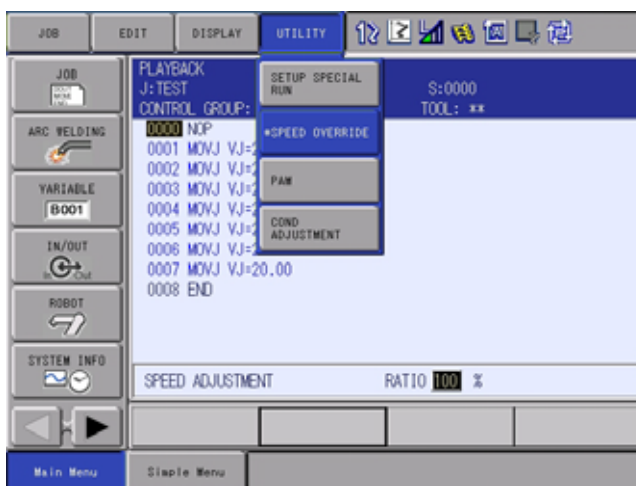 JOB EDIT DISPLAY UTILITY
JOB
ARC WELDING
VARIABLE
B001
IN/OUT
In Out
ROBOT
SYSTEM INFO
PLAYBACK
J:TEST S:0000
CONTROL GROUP: TOOL: **
0000 NOP
0001 MOVJ VJ=2
0002 MOVJ VJ=2
0003 MOVJ VJ=2
0004 MOVJ VJ=2
0005 MOVJ VJ=2
0006 MOVJ VJ=2
0007 MOVJ VJ=20.00
0008 END
SETUP SPECIAL
RUN
*SPEED OVERRIDE
PAM
COND
ADJUSTMENT
SPEED ADJUSTMENT RATIO 100 %
Main Menu Simple Menu